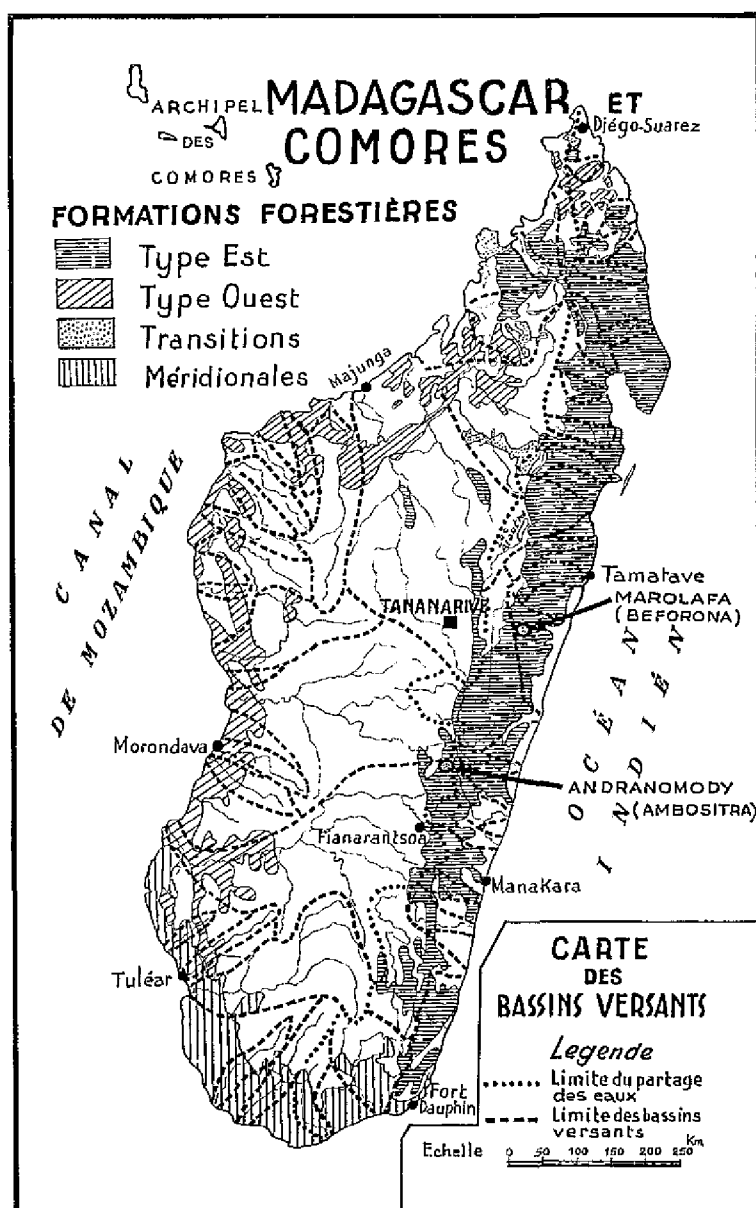 MADAGASCAR ET
COMORES
ARCHIPEL
DES
COMORES
Diégo-Suarez
FORMATIONS FORESTIÈRES
Type Est
Type Ouest
Transitions
Méridionales
Majunga
CANAL
DE MOZAMBIQUE
TANANARIVE
Tamatave
MAROLAFA
(BEFORONA)
OCÉAN
INDIÉN
Morondava
ANDRANOMODY
(AMBOSITRA)
Fianarantsoa
Manakara
Tuléar
Fort
Dauphin
CARTE
DES
BASSINS VERSANTS
Legende
Limite du partage
des eaux
Limite des bassins
versants
Echelle 0 50 100 150 200 250 Km